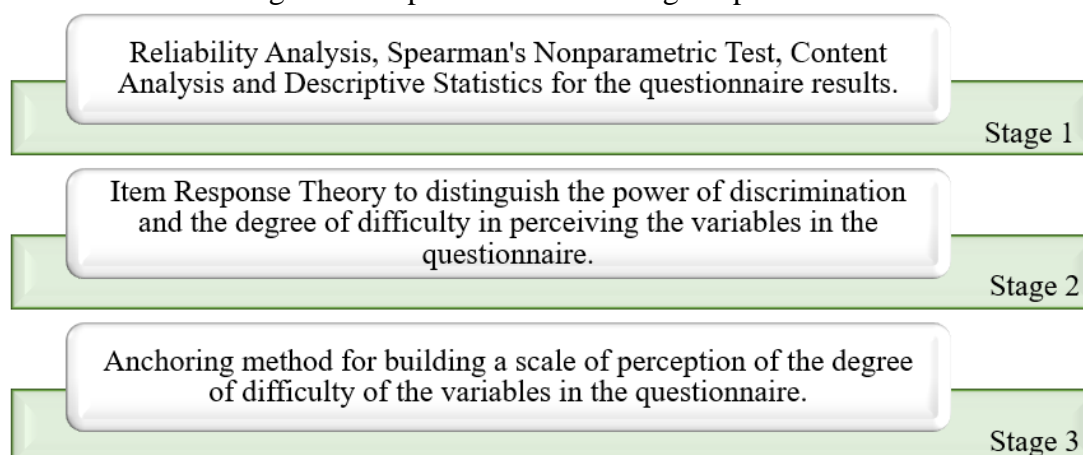 Reliability Analysis, Spearman's Nonparametric Test, Content
Analysis and Descriptive Statistics for the questionnaire results.
Stage 1
Item Response Theory to distinguish the power of discrimination
and the degree of difficulty in perceiving the variables in the
questionnaire.
Stage 2
Anchoring method for building a scale of perception of the degree
of difficulty of the variables in the questionnaire.
Stage 3